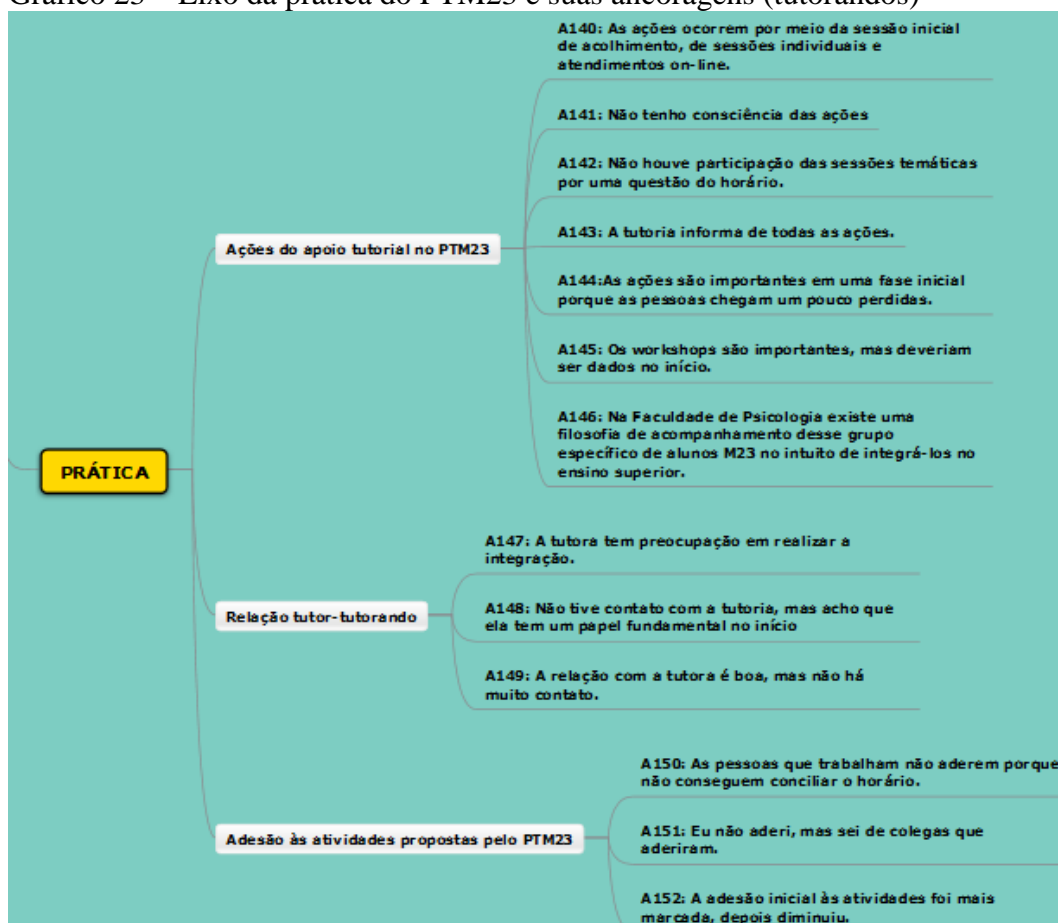 Gráfico 23 – Eixo da prática do PTM23 e suas ancoragens (tutorandos)
A140: As ações ocorrem por meio da sessão inicial
de acolhimento, de sessões individuais e
atendimentos on-line.
A141: Não tenho consciência das ações
A142: Não houve participação das sessões temáticas
por uma questão do horário.
Ações do apoio tutorial no PTM23
A143: A tutoria informa de todas as ações.
A144:As ações são importantes em uma fase inicial
porque as pessoas chegam um pouco perdidas.
A145: Os workshops são importantes, mas deveriam
ser dados no início.
A146: Na Faculdade de Psicologia existe uma
filosofia de acompanhamento desse grupo
específico de alunos M23 no intuito de integrá-los no
ensino superior.
PRÁTICA
A147: A tutora tem preocupação em realizar a
integração.
Relação tutor-tutorando
A148: Não tive contato com a tutoria, mas acho que
ela tem um papel fundamental no início
A149: A relação com a tutora é boa, mas não há
muito contato.
A150: As pessoas que trabalham não aderem porque
não conseguem conciliar o horário.
Adesão às atividades propostas pelo PTM23
A151: Eu não aderi, mas sei de colegas que
aderiram.
A152: A adesão inicial às atividades foi mais
marcada, depois diminuiu.